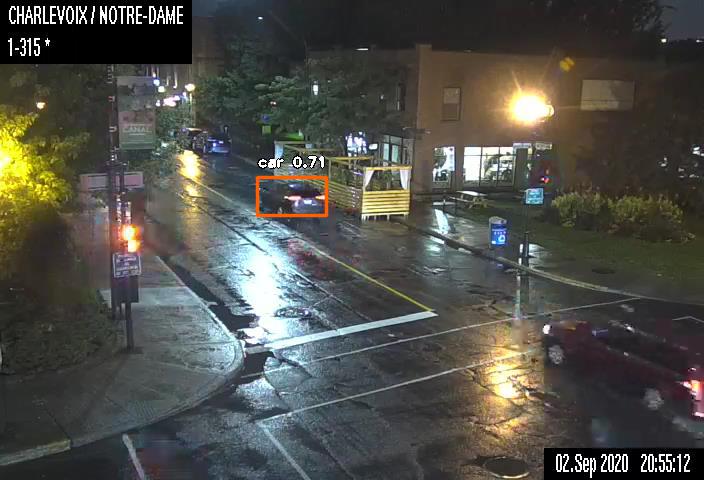 CHARLEVOIX / NOTRE-DAME
1-315 *
CANAL
car 0.71
02.Sep 2020 20:55:12